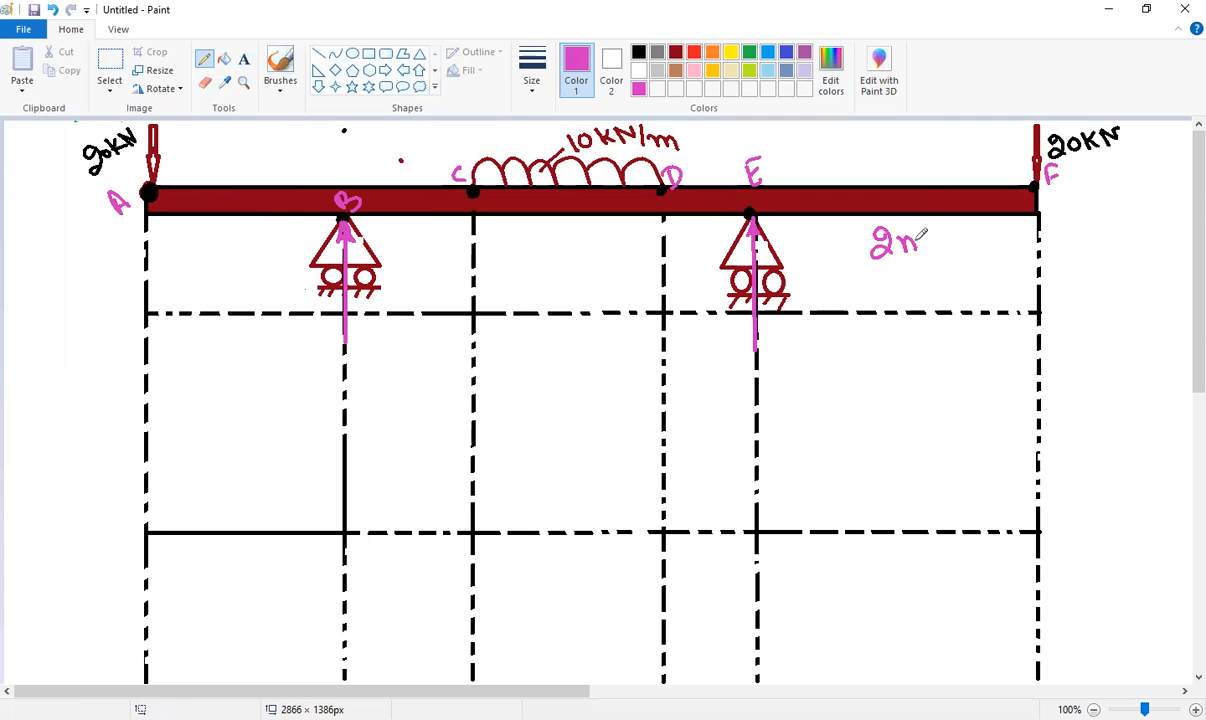 Untitled - Paint
File
Home
View
Paste
Cut
Copy
Clipboard
Select
Crop
Resize
Rotate
Image
A
Tools
Brushes
Outline
Fill
Shapes
Size
Color 1
Color 2
Edit colors
Colors
Edit with Paint 3D
20kN
10kN/m
20kN
A
B
C
D
E
F
2m
2866 × 1386px
100%